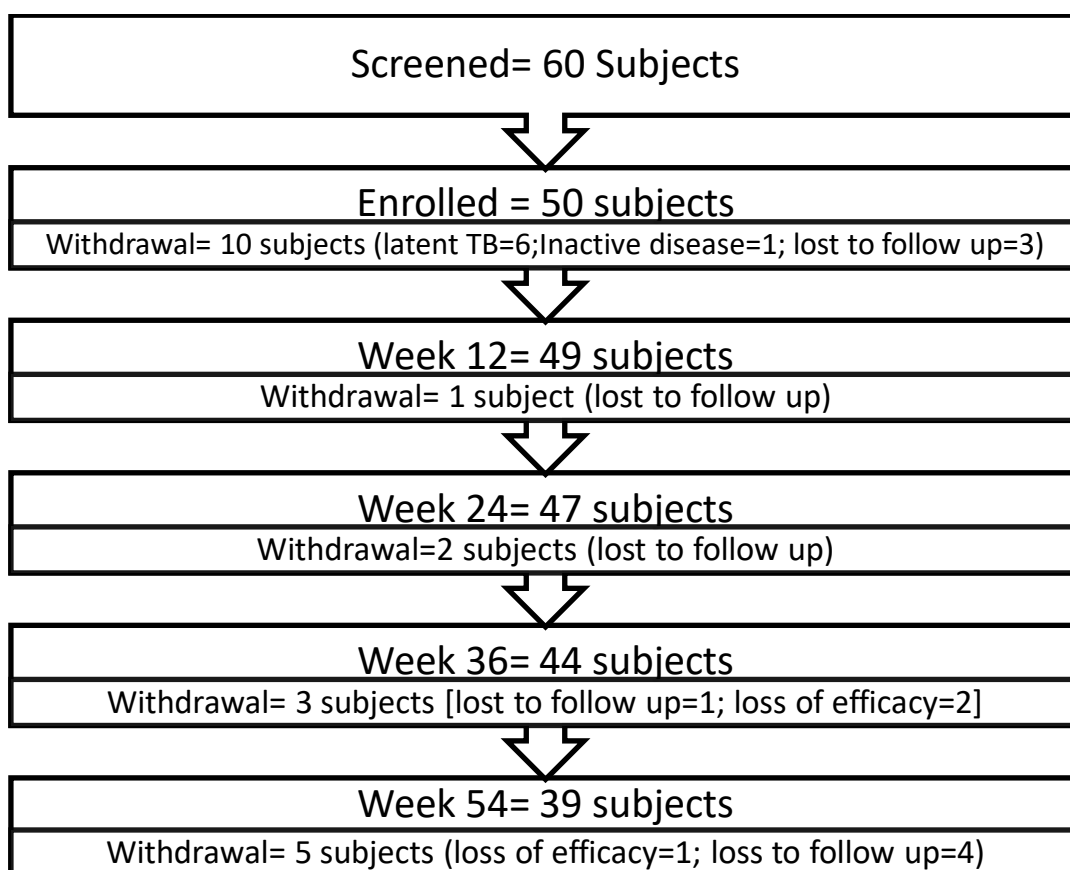 Screened= 60 Subjects
Enrolled = 50 subjects
Withdrawal= 10 subjects (latent TB=6;Inactive disease=1; lost to follow up=3)
Week 12= 49 subjects
Withdrawal= 1 subject (lost to follow up)
Week 24= 47 subjects
Withdrawal=2 subjects (lost to follow up)
Week 36= 44 subjects
Withdrawal= 3 subjects [lost to follow up=1; loss of efficacy=2]
Week 54= 39 subjects
Withdrawal= 5 subjects (loss of efficacy=1; loss to follow up=4)